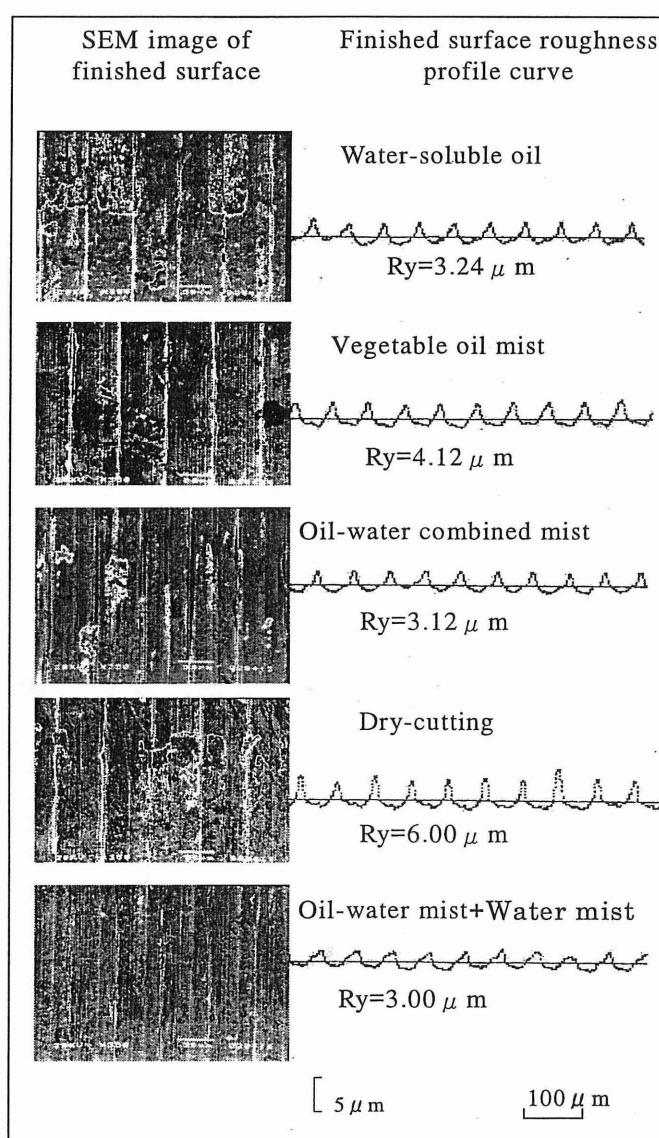 SEM image of
finished surface
Finished surface roughness
profile curve
Water-soluble oil
Ry=3.24 μ m
Vegetable oil mist
Ry=4.12 μ m
Oil-water combined mist
Ry=3.12 μ m
Dry-cutting
Ry=6.00 μ m
Oil-water mist+Water mist
Ry=3.00 μ m
5 μ m
100 μ m